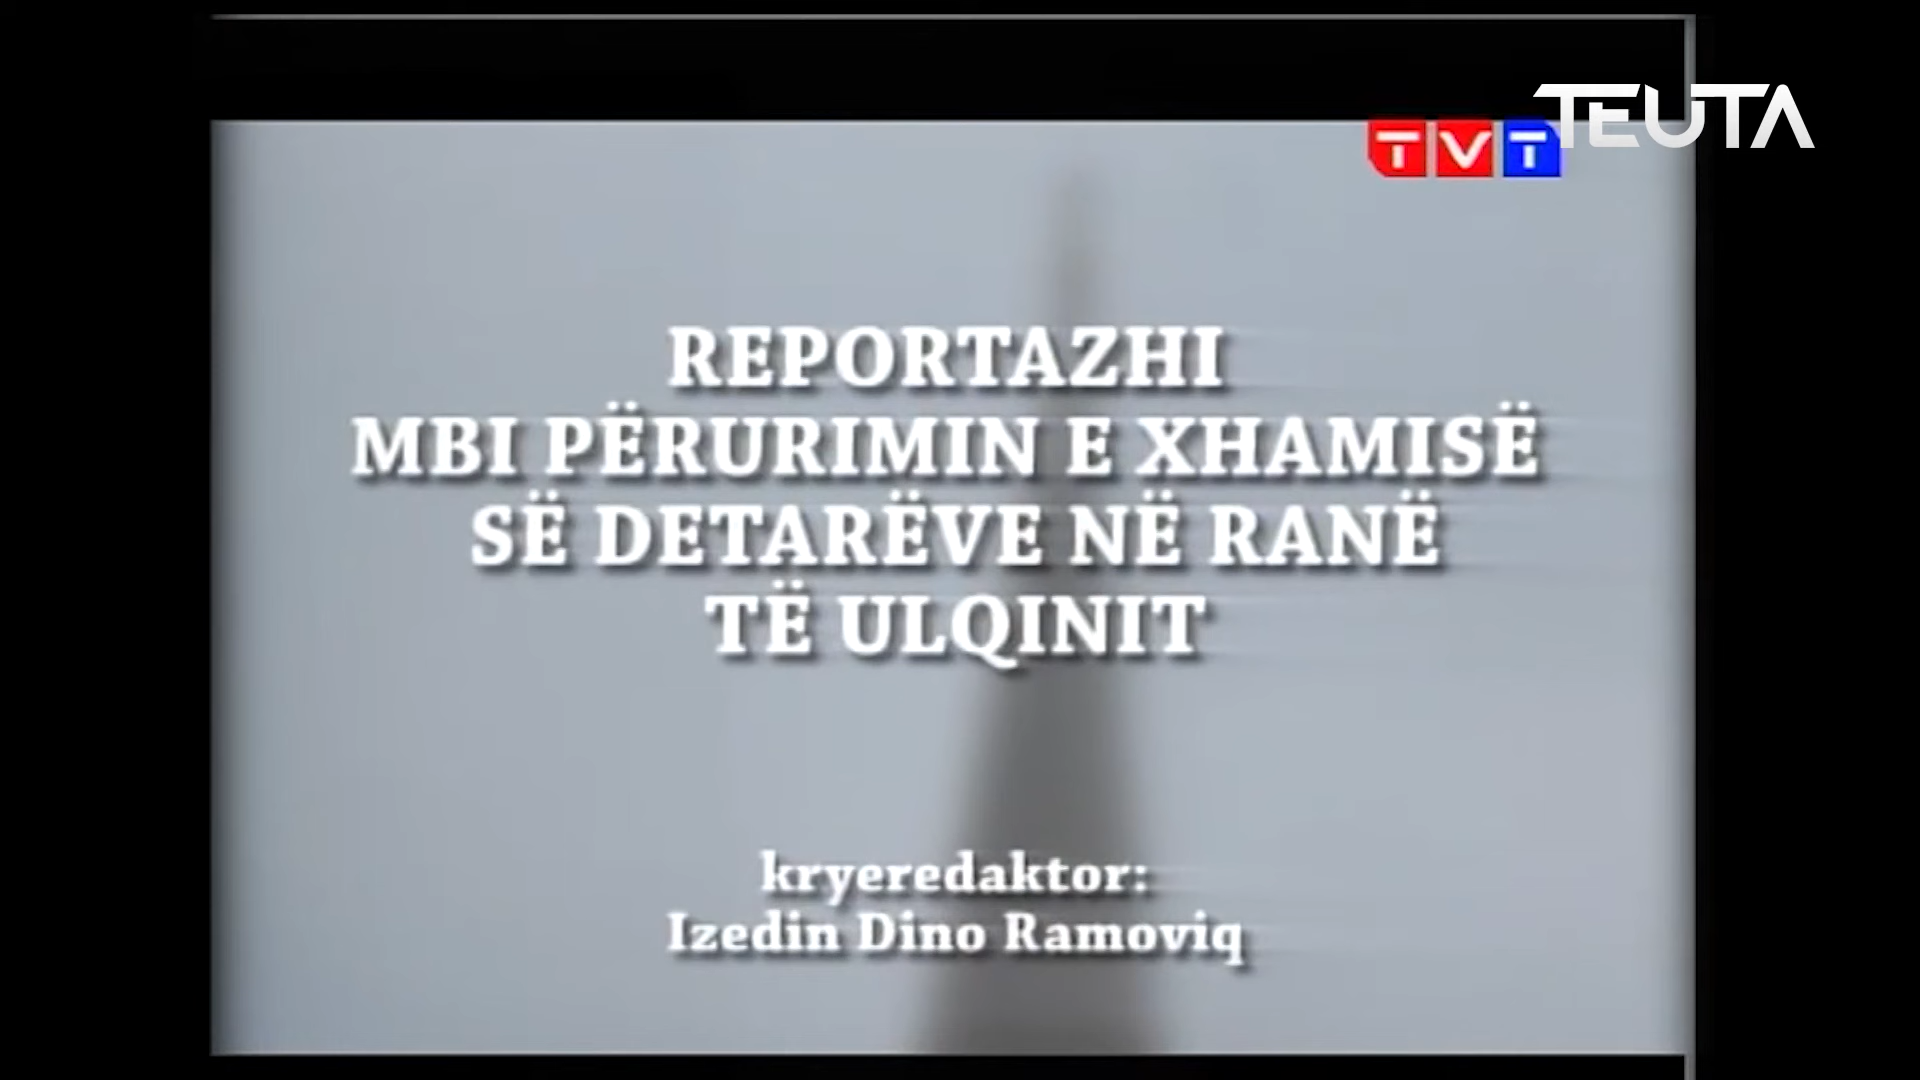 TEUTA
TVT
REPORTAZHI
MBI PËRURIMIN E XHAMISË
SË DETARËVE NË RANË
TË ULQINIT
kryeredaktor:
Izedin Dino Ramoviq